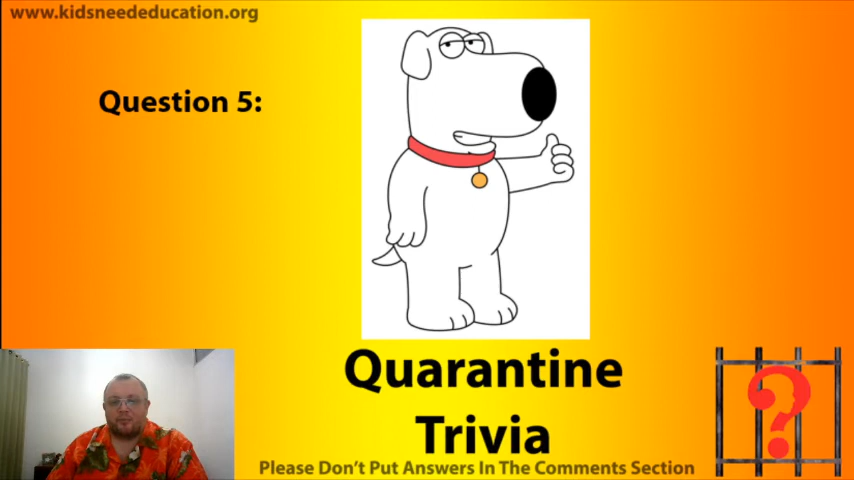 www.kidsneededucation.org
Question 5:
Quarantine
Trivia
Please Don't Put Answers In The Comments Section